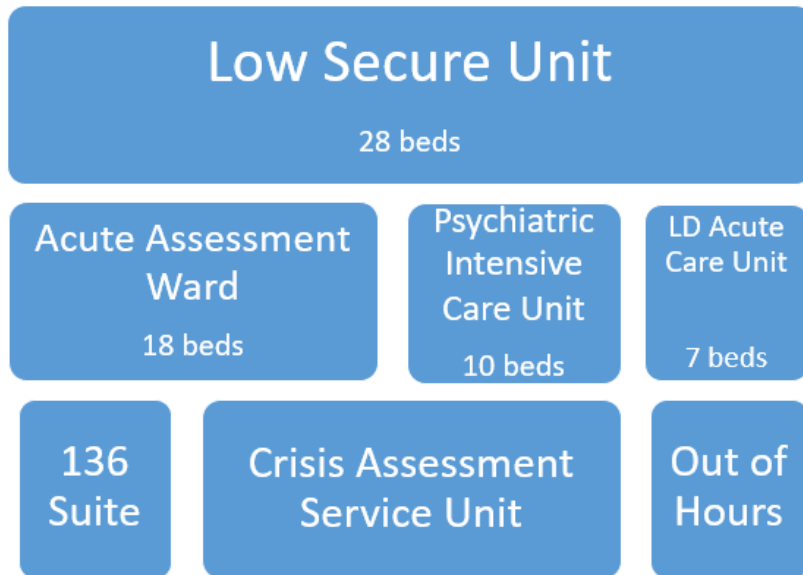 Low Secure Unit
28 beds
Acute Assessment
Ward
18 beds
Psychiatric
Intensive
Care Unit
10 beds
LD Acute
Care Unit
7 beds
136
Suite
Crisis Assessment
Service Unit
Out of
Hours